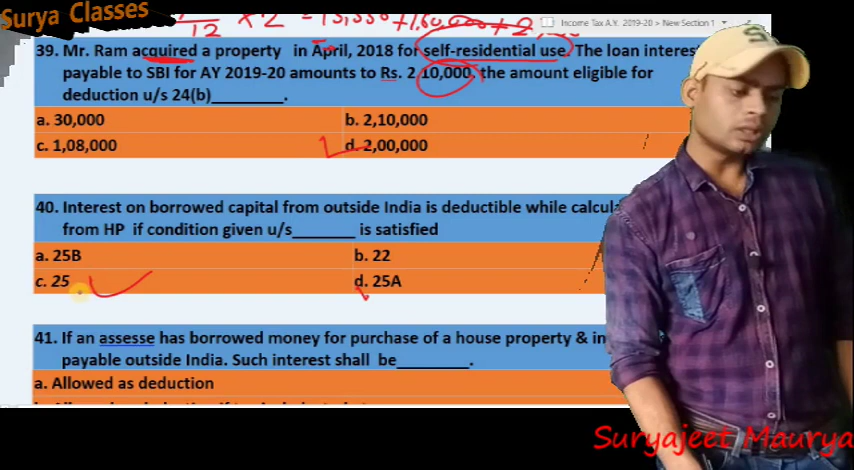 Surya Classes
12 × 2 =
Income Tax A.Y. 2019-20 > New Section 1
39. Mr. Ram acquired a property in April, 2018 for self-residential use. The loan interes
payable to SBI for AY 2019-20 amounts to Rs. 2 10,000, the amount eligible for
deduction u/s 24(b)________.
a. 30,000
b. 2,10,000
c. 1,08,000
d. 2,00,000
40. Interest on borrowed capital from outside India is deductible while calcul
from HP if condition given u/s_______ is satisfied
a. 25B
b. 22
c. 25
d. 25A
41. If an assesse has borrowed money for purchase of a house property & in
payable outside India. Such interest shall be________.
a. Allowed as deduction
Suryajeet Maurya